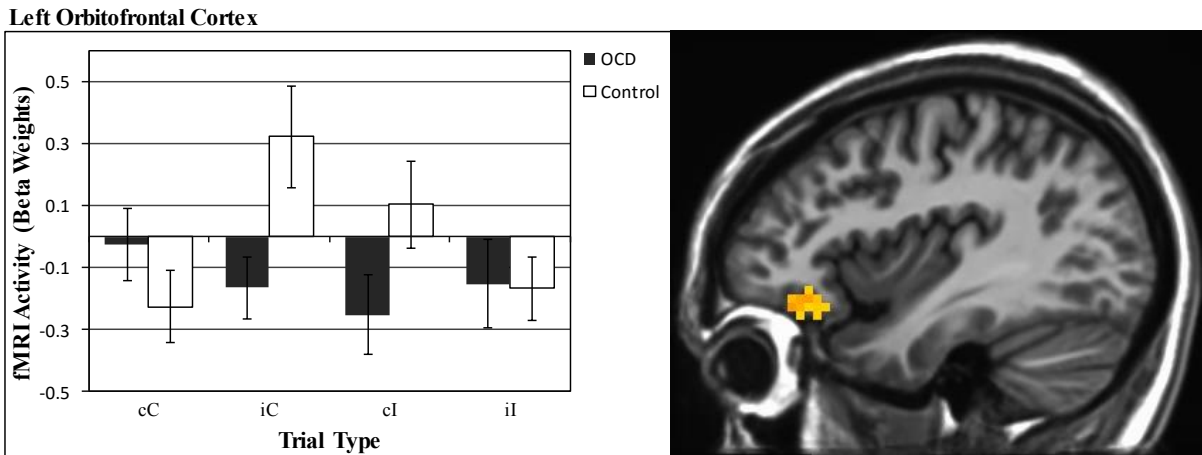 Left Orbitofrontal Cortex
fMRI Activity (Beta Weights)
0.5
0.3
0.1
-0.1
-0.3
-0.5
cC iC cI iI
Trial Type
OCD
Control